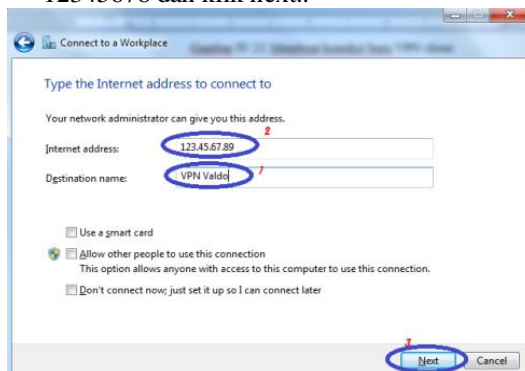 12345678 dan klik next..
Connect to a Workplace
Type the Internet address to connect to
Your network administrator can give you this address.
2
Internet address: 123.45.67.89
Destination name: VPN Valdo 1
Use a smart card
Allow other people to use this connection
This option allows anyone with access to this computer to use this connection.
Don't connect now; just set it up so I can connect later
3
Next Cancel